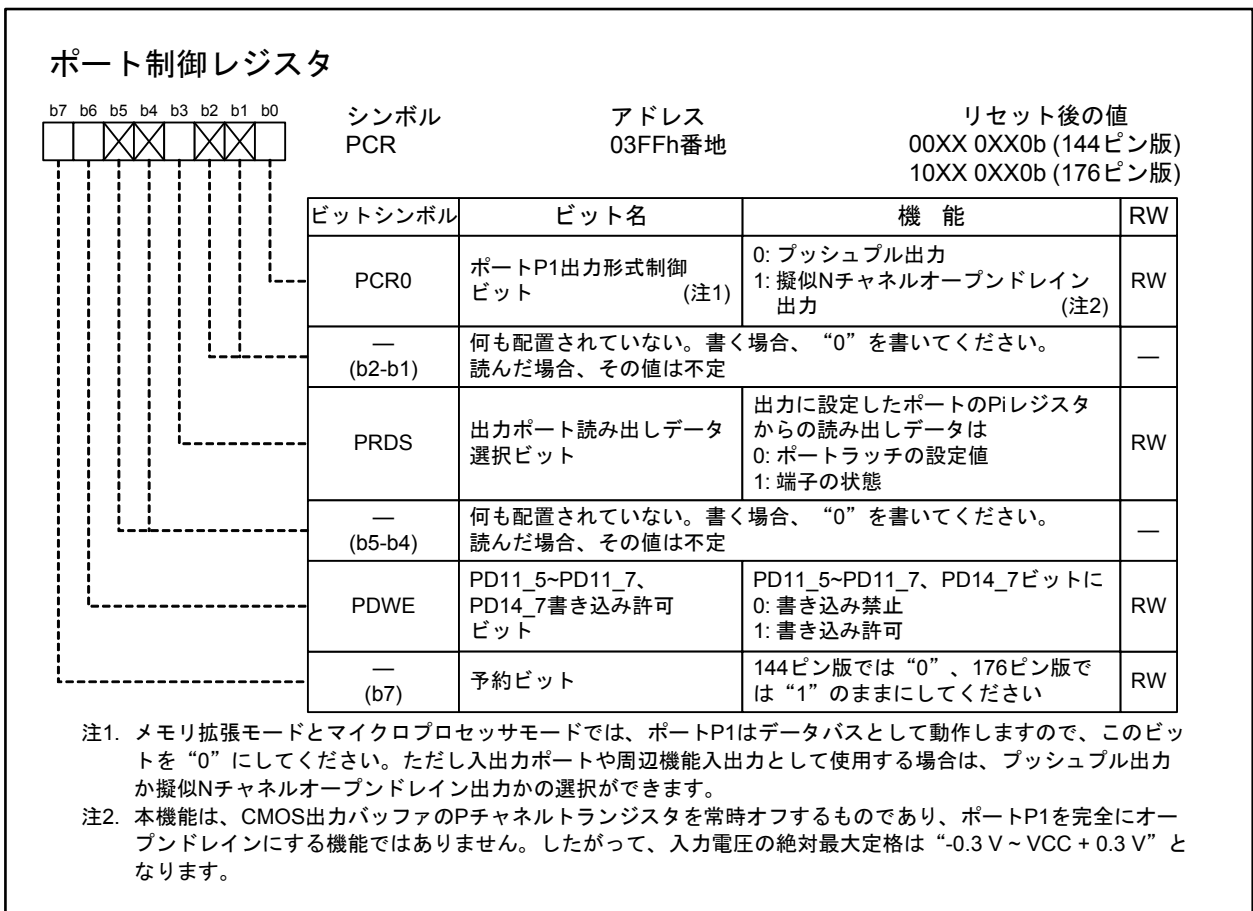 ポート制御レジスタ
b7 b6 b5 b4 b3 b2 b1 b0
シンボル アドレス リセット後の値
PCR 03FFh番地 00XX 0XX0b (144ピン版)
10XX 0XX0b (176ピン版)
ビットシンボル ビット名 機 能 RW
PCR0
ポートP1出力形式制御
ビット (注1)
0: プッシュプル出力
1: 擬似Nチャネルオープンドレイン
出力 (注2)
RW
—
(b2-b1)
何も配置されていない。書く場合、“0”を書いてください。
読んだ場合、その値は不定
—
PRDS
出力ポート読み出しデータ
選択ビット
出力に設定したポートのPiレジスタ
からの読み出しデータは
0: ポートラッチの設定値
1: 端子の状態
RW
—
(b5-b4)
何も配置されていない。書く場合、“0”を書いてください。
読んだ場合、その値は不定
—
PDWE
PD11_5~PD11_7、
PD14_7書き込み許可
ビット
PD11_5~PD11_7、PD14_7ビットに
0: 書き込み禁止
1: 書き込み許可
RW
—
(b7)
予約ビット
144ピン版では“0”、176ピン版で
は“1”のままにしてください
RW
注1. メモリ拡張モードとマイクロプロセッサモードでは、ポートP1はデータバスとして動作しますので、このビッ
トを“0”にしてください。ただし入出力ポートや周辺機能入出力として使用する場合は、プッシュプル出力
か擬似Nチャネルオープンドレイン出力かの選択ができます。
注2. 本機能は、CMOS出力バッファのPチャネルトランジスタを常時オフするものであり、ポートP1を完全にオー
プンドレインにする機能ではありません。したがって、入力電圧の絶対最大定格は“-0.3 V ~ VCC + 0.3 V”と
なります。